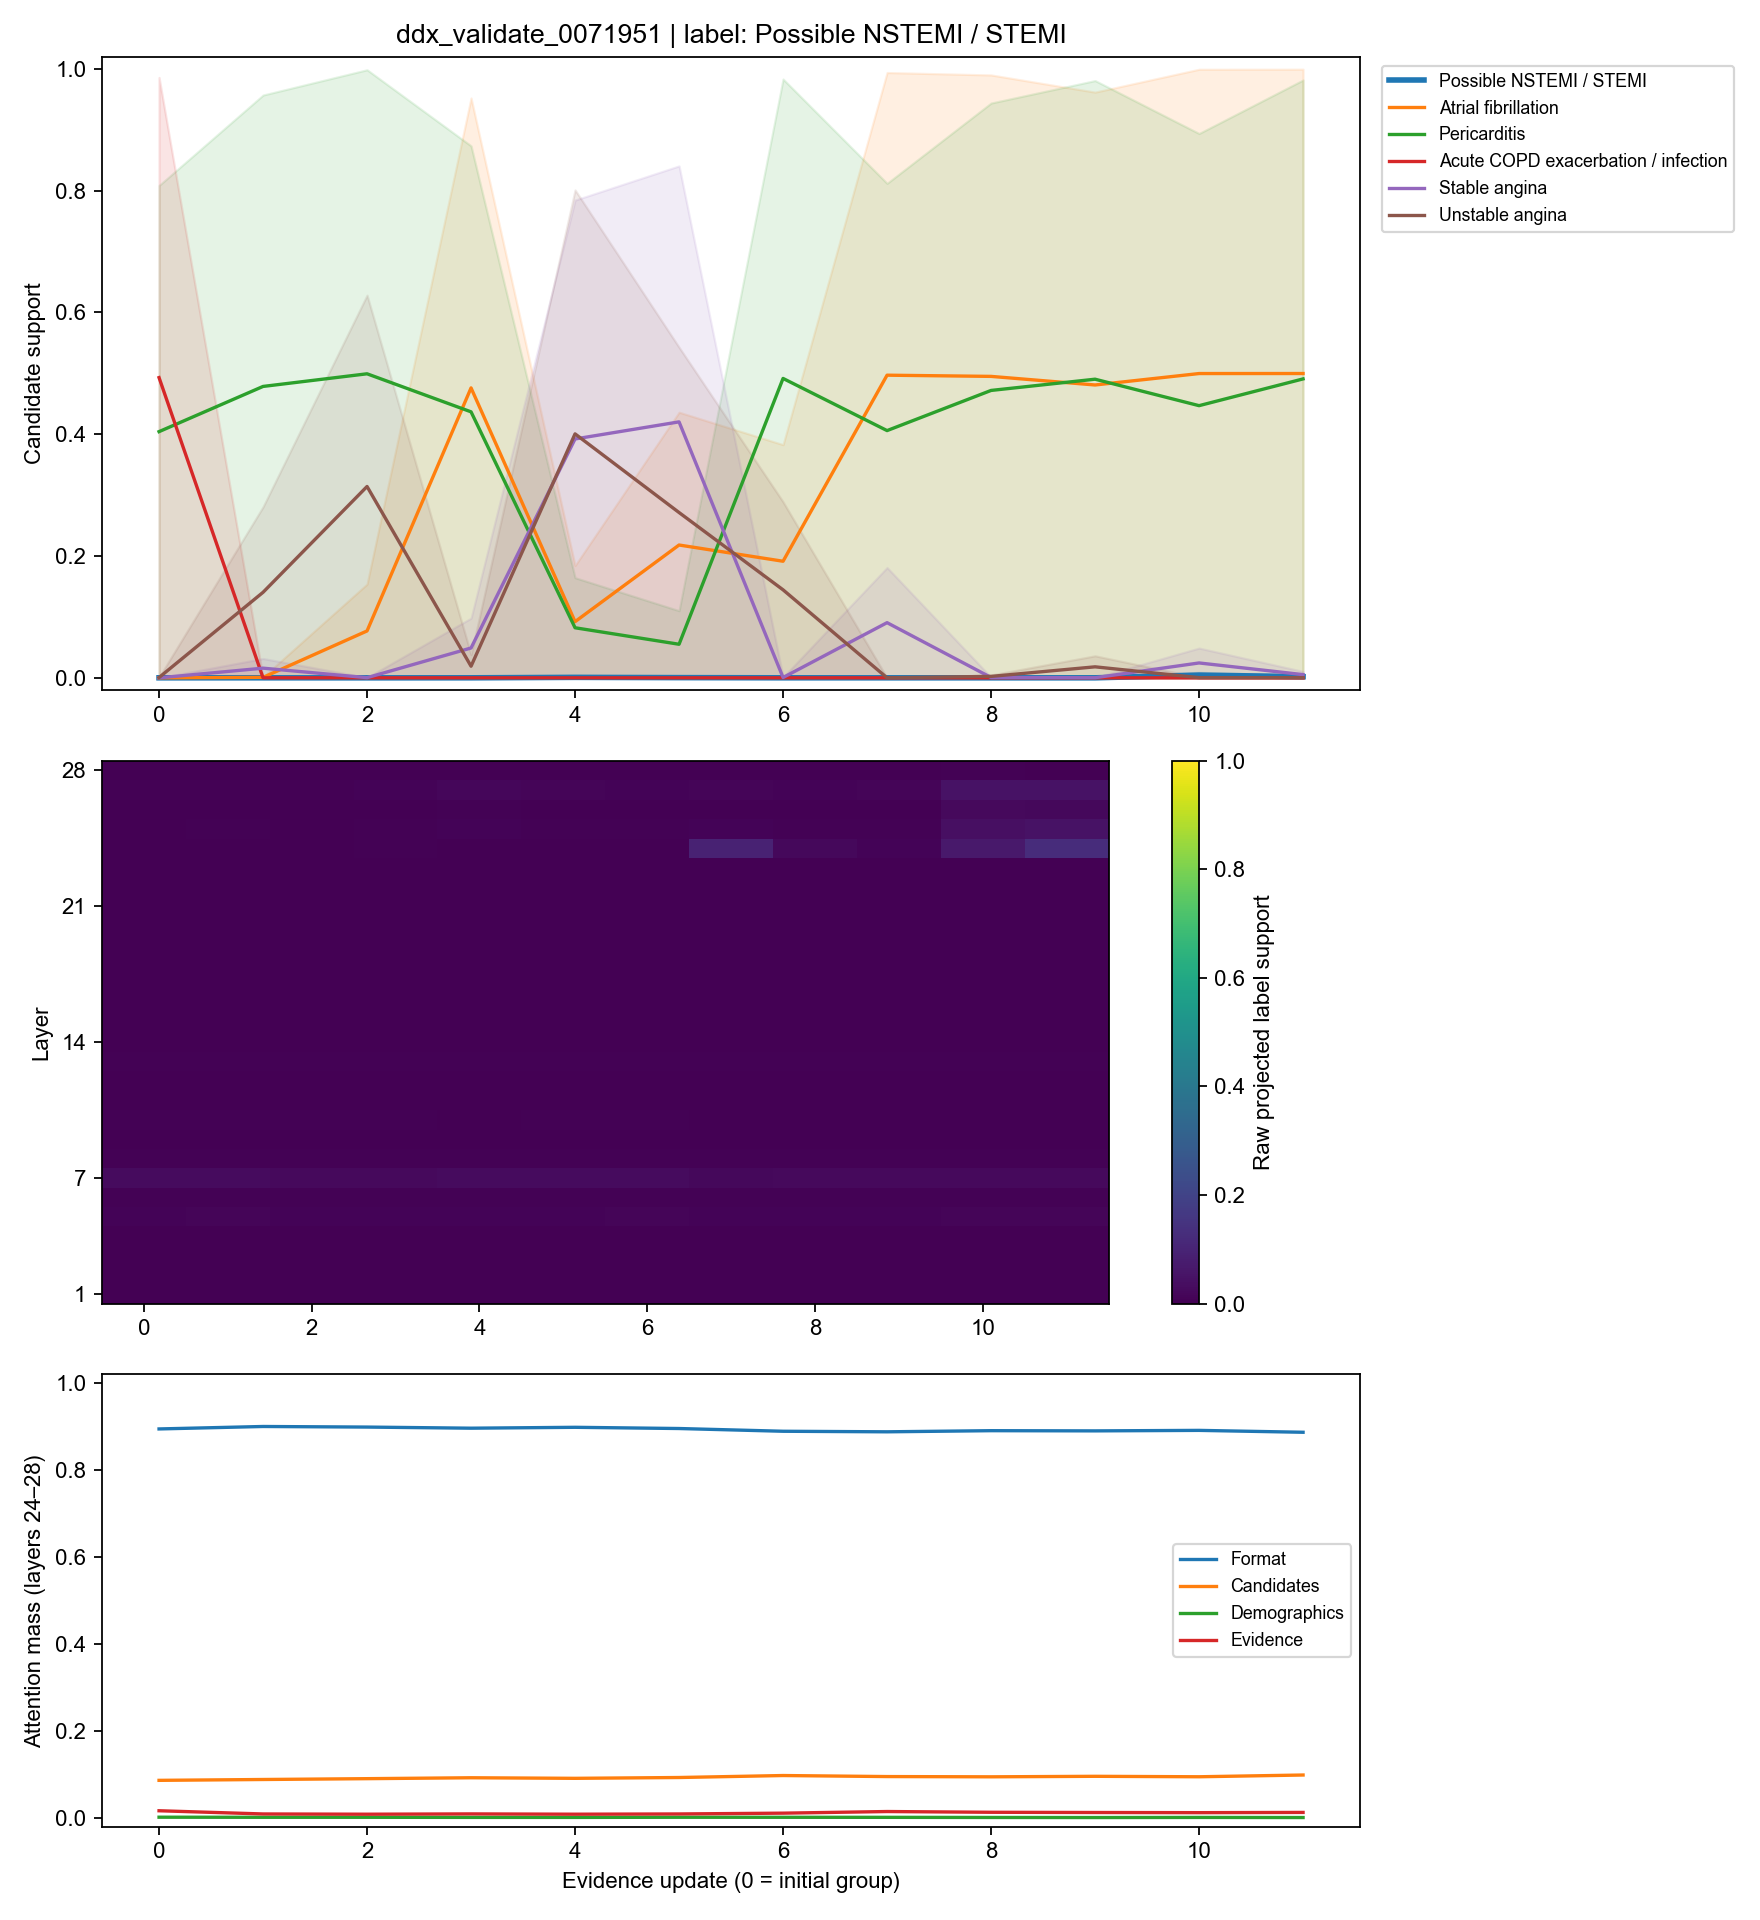 ddx_validate_0071951 | label: Possible NSTEMI / STEMI
1.0
0.8
0.6
0.4
0.2
0.0
Candidate support
0 2 4 6 8 10
Possible NSTEMI / STEMI
Atrial fibrillation
Pericarditis
Acute COPD exacerbation / infection
Stable angina
Unstable angina
28
21
14
7
1
Layer
0 2 4 6 8 10
1.0
0.8
0.6
0.4
0.2
0.0
Raw projected label support
1.0
0.8
0.6
0.4
0.2
0.0
Attention mass (layers 24–28)
Format
Candidates
Demographics
Evidence
0 2 4 6 8 10
Evidence update (0 = initial group)